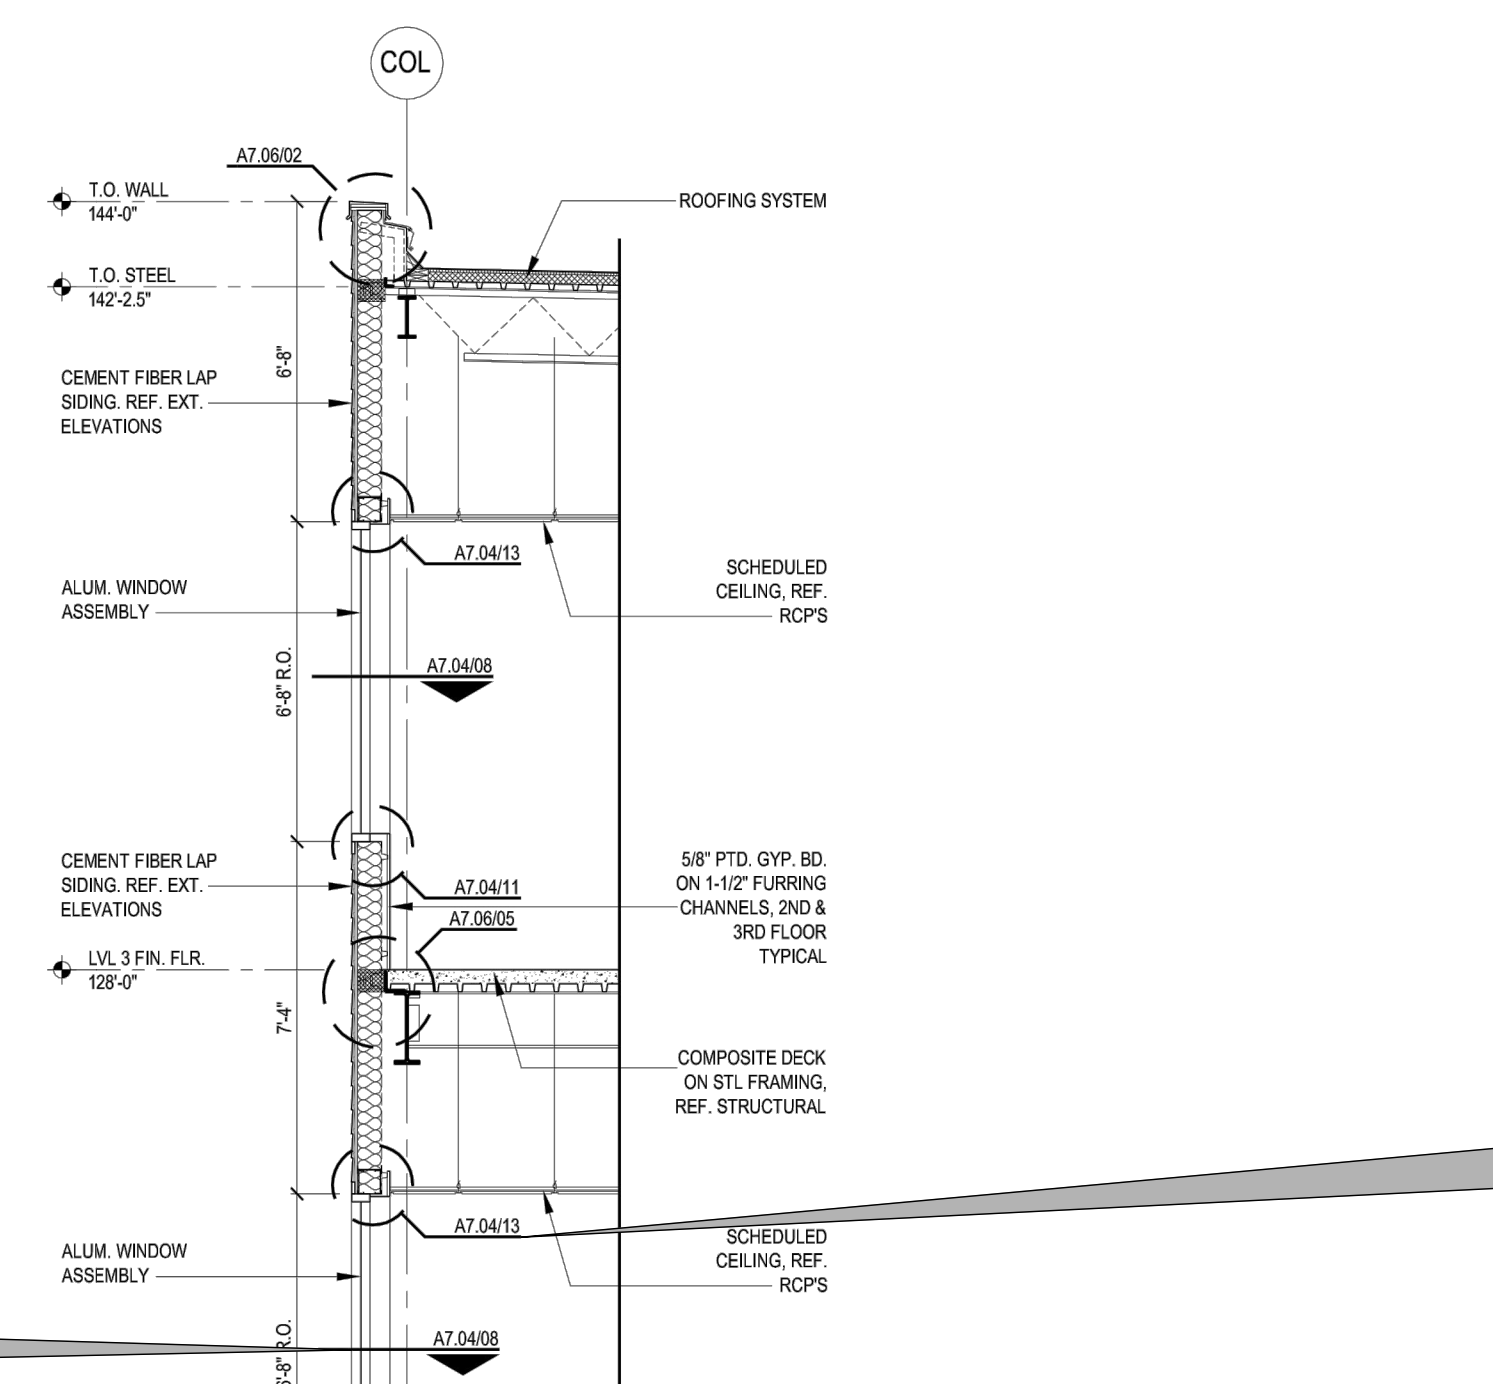 COL
A7.06/02
T.O. WALL
144'-0"
ROOFING SYSTEM
T.O. STEEL
142'-2.5"
6'-8"
CEMENT FIBER LAP
SIDING. REF. EXT.
ELEVATIONS
A7.04/13
SCHEDULED
CEILING, REF.
RCP'S
ALUM. WINDOW
ASSEMBLY
6'-8" R.O.
A7.04/08
CEMENT FIBER LAP
SIDING. REF. EXT.
ELEVATIONS
A7.04/11
A7.06/05
5/8" PTD. GYP. BD.
ON 1-1/2" FURRING
CHANNELS, 2ND &
3RD FLOOR
TYPICAL
LVL 3 FIN. FLR.
128'-0"
7'-4"
COMPOSITE DECK
ON STL FRAMING,
REF. STRUCTURAL
A7.04/13
SCHEDULED
CEILING, REF.
RCP'S
ALUM. WINDOW
ASSEMBLY
A7.04/08
-8" R.O.